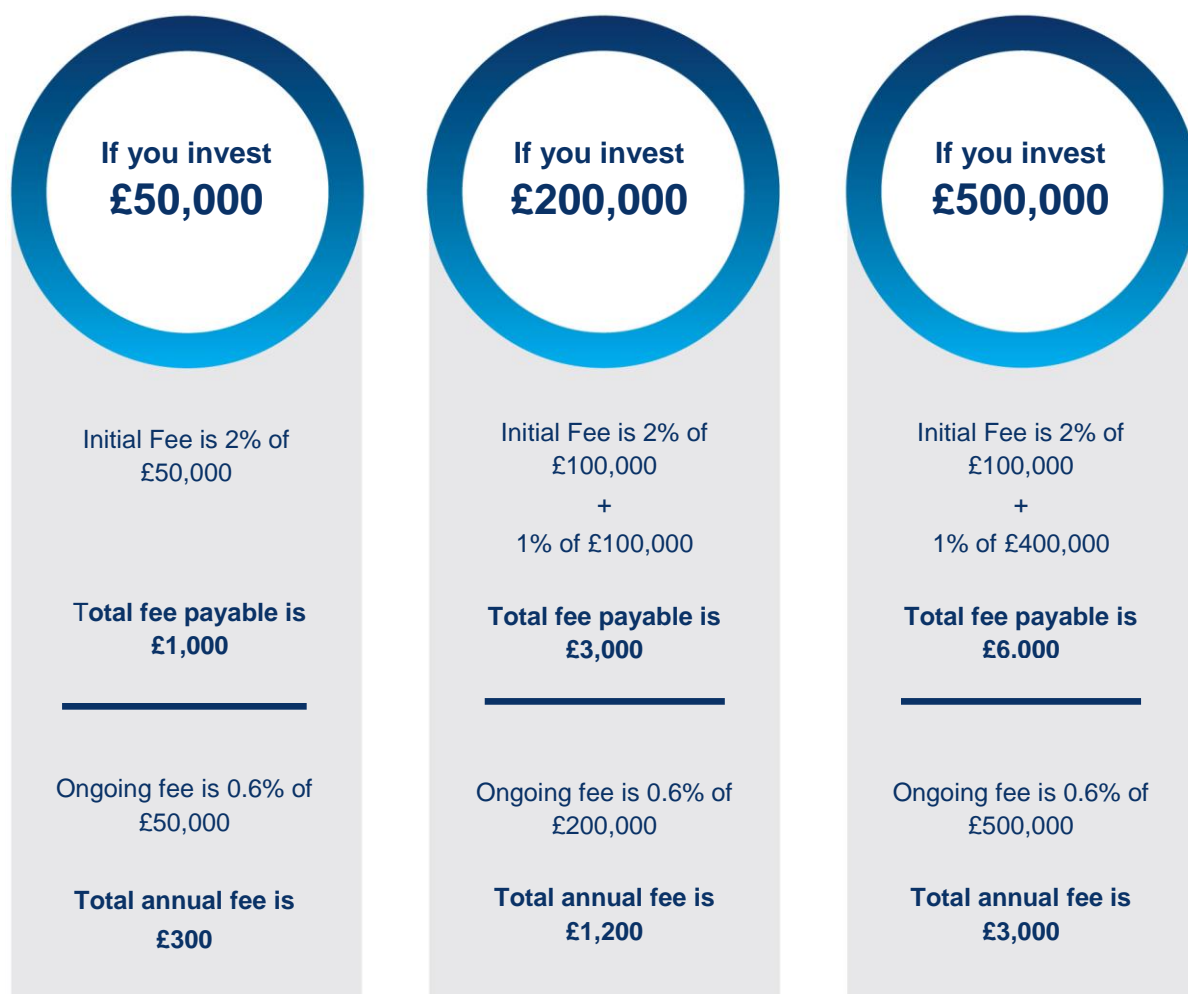 If you invest
£50,000
Initial Fee is 2% of
£50,000
Total fee payable is
£1,000
Ongoing fee is 0.6% of
£50,000
Total annual fee is
£300
If you invest
£200,000
Initial Fee is 2% of
£100,000
+
1% of £100,000
Total fee payable is
£3,000
Ongoing fee is 0.6% of
£200,000
Total annual fee is
£1,200
If you invest
£500,000
Initial Fee is 2% of
£100,000
+
1% of £400,000
Total fee payable is
£6.000
Ongoing fee is 0.6% of
£500,000
Total annual fee is
£3,000